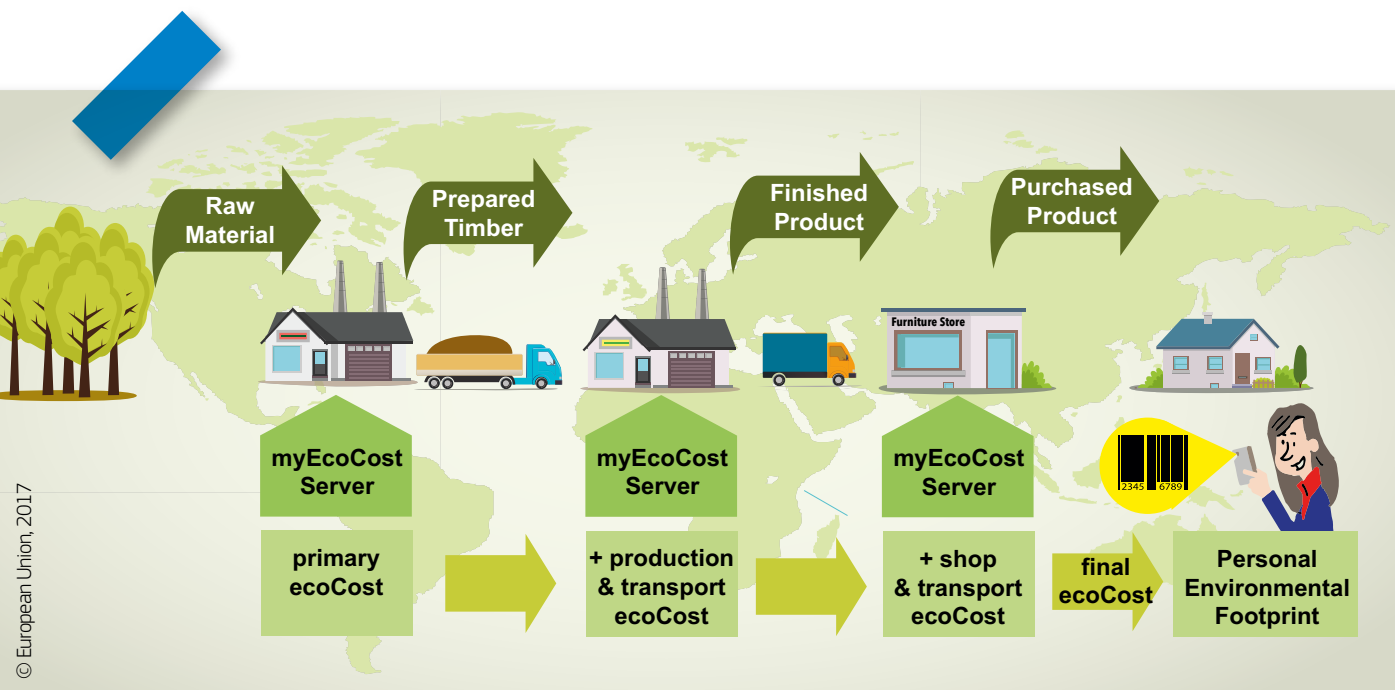 Raw
Material
Prepared
Timber
Finished
Product
Purchased
Product
Furniture Store
myEcoCost
Server
myEcoCost
Server
myEcoCost
Server
2345 6789
primary
ecoCost
+ production
& transport
ecoCost
+ shop
& transport
ecoCost
final
ecoCost
Personal
Environmental
Footprint
© European Union, 2017